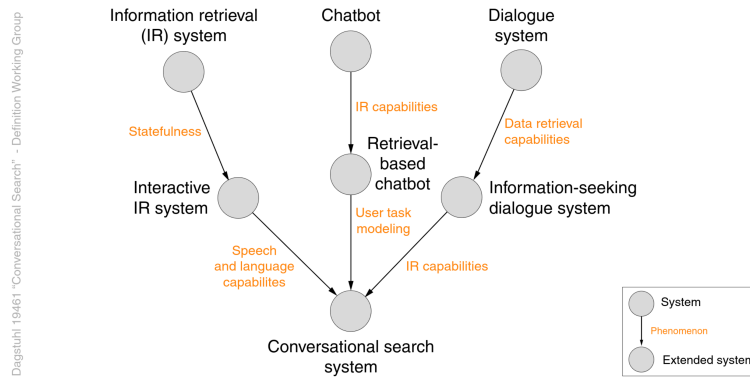 Information retrieval
(IR) system
Chatbot
Dialogue
system
IR capabilities
Statefulness
Data retrieval
capabilities
Retrieval-
based
chatbot
Interactive
IR system
Information-seeking
dialogue system
User task
modeling
Speech
and language
capabilites
IR capabilities
Conversational search
system
System
Phenomenon
Extended system
Dagstuhl 19461 "Conversational Search" - Definition Working Group